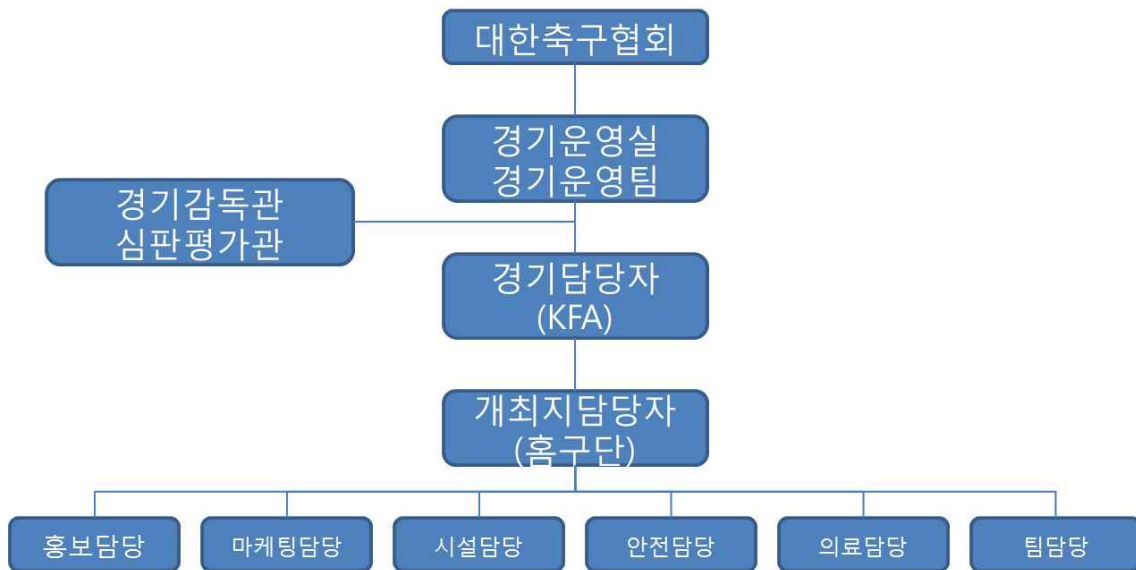 대한축구협회
경기운영실
경기운영팀
경기감독관
심판평가관
경기담당자
(KFA)
개최지담당자
(홈구단)
홍보담당
마케팅담당
시설담당
안전담당
의료담당
팀담당